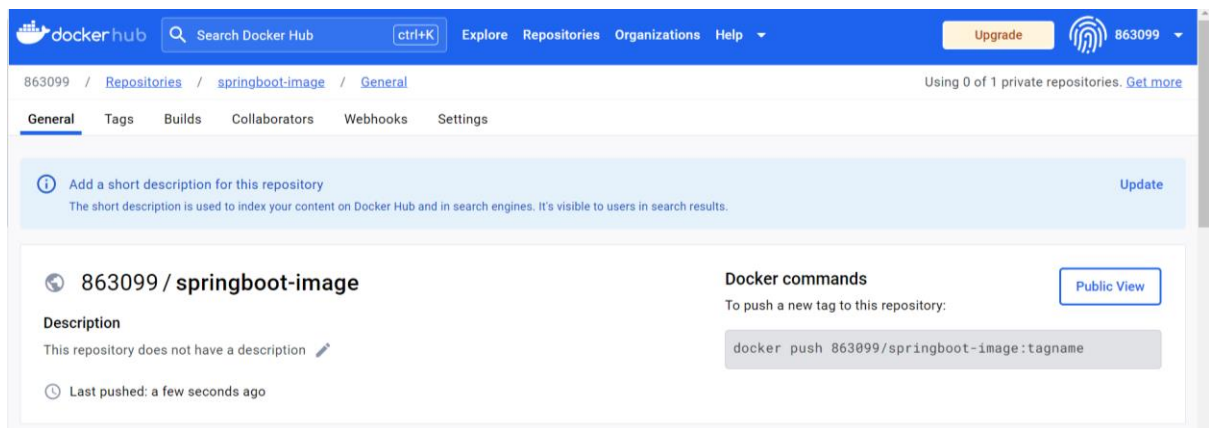 dockerhub Search Docker Hub ctrl+K Explore Repositories Organizations Help Upgrade 863099
863099 / Repositories / springboot-image / General Using 0 of 1 private repositories. Get more
General Tags Builds Collaborators Webhooks Settings
Add a short description for this repository Update
The short description is used to index your content on Docker Hub and in search engines. It's visible to users in search results.
863099 / springboot-image
Description
This repository does not have a description
Last pushed: a few seconds ago
Docker commands Public View
To push a new tag to this repository:
docker push 863099/springboot-image:tagname